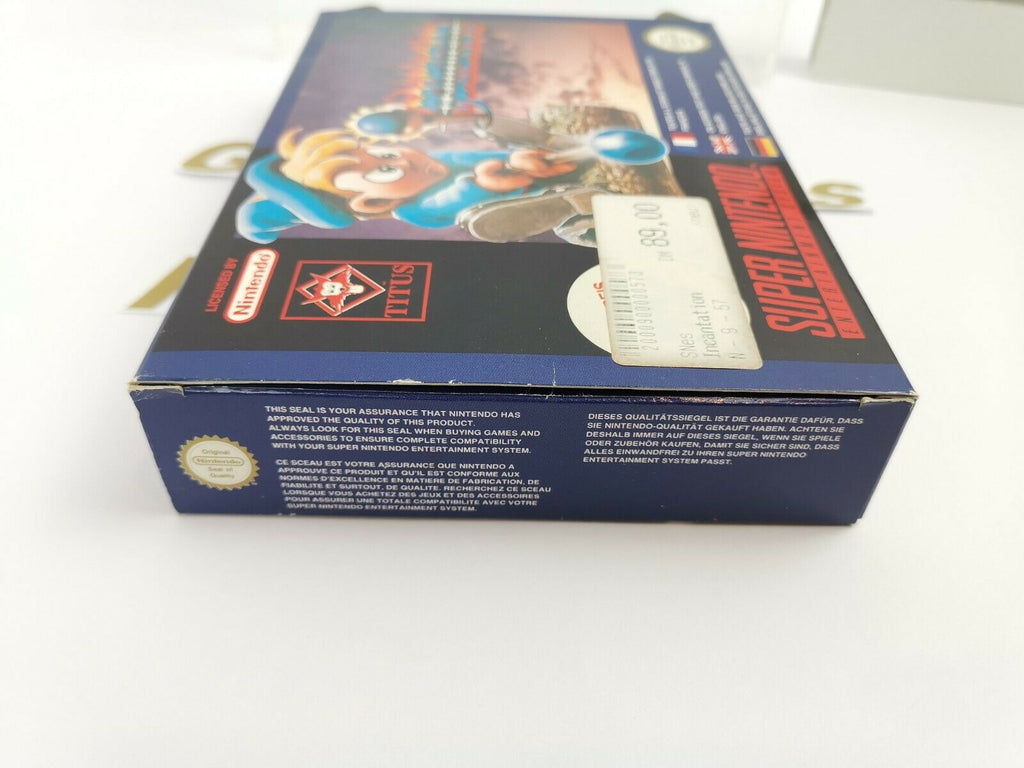 LICENSED BY
Nintendo
TITUS
DM 89,00
2000900000573
SNes
Incantation
N - 9 - 57
SUPER NINTENDO
THIS SEAL IS YOUR ASSURANCE THAT NINTENDO HAS
APPROVED THE QUALITY OF THIS PRODUCT.
ALWAYS LOOK FOR THIS SEAL WHEN BUYING GAMES AND
ACCESSORIES TO ENSURE COMPLETE COMPATIBILITY
WITH YOUR SUPER NINTENDO ENTERTAINMENT SYSTEM.
Original
Nintendo
Seal of
Quality
CE SCEAU EST VOTRE ASSURANCE QUE NINTENDO A
APPROUVE CE PRODUIT ET QU'IL EST CONFORME AUX
NORMES D'EXCELLENCE EN MATIERE DE FABRICATION, DE
FIABILITE ET SURTOUT, DE QUALITE. RECHERCHEZ CE SCEAU
LORSQUE VOUS ACHETEZ DES JEUX ET DES ACCESSOIRES
POUR ASSURER UNE TOTALE COMPATIBILITE AVEC VOTRE
SUPER NINTENDO ENTERTAINMENT SYSTEM.
DIESES QUALITÄTSSIEGEL IST DIE GARANTIE DAFÜR, DASS
SIE NINTENDO-QUALITÄT GEKAUFT HABEN. ACHTEN SIE
DESHALB IMMER AUF DIESES SIEGEL, WENN SIE SPIELE
ODER ZUBEHÖR KAUFEN, DAMIT SIE SICHER SIND, DASS
ALLES EINWANDFREI ZU IHREM SUPER NINTENDO
ENTERTAINMENT SYSTEM PASST.